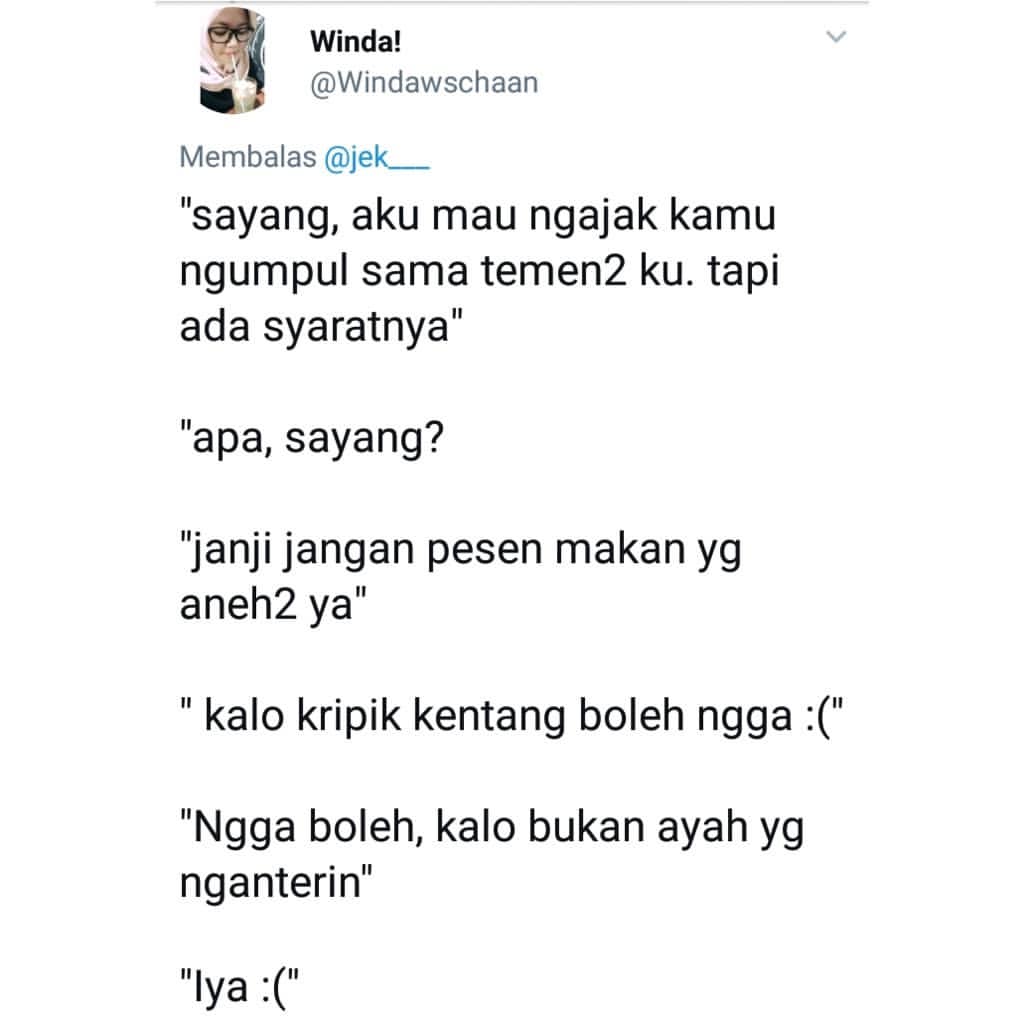 Winda!
@Windawschaan
Membalas @jek___
"sayang, aku mau ngajak kamu
ngumpul sama temen2 ku. tapi
ada syaratnya"
"apa, sayang?
"janji jangan pesen makan yg
aneh2 ya"
" kalo kripik kentang boleh ngga :("
"Ngga boleh, kalo bukan ayah yg
nganterin"
"Iya :("